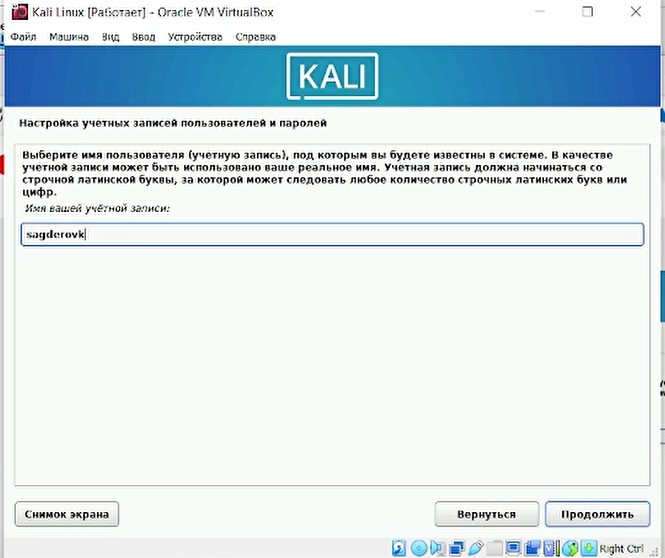 Kali Linux [Работает] - Oracle VM VirtualBox
Файл Машина Вид Ввод Устройства Справка
KALI
Настройка учетных записей пользователей и паролей
Выберите имя пользователя (учетную запись), под которым вы будете известны в системе. В качестве
учетной записи может быть использовано ваше реальное имя. Учетная запись должна начинаться со
строчной латинской буквы, за которой может следовать любое количество строчных латинских букв или
цифр.
Имя вашей учётной записи:
sagderovk
Снимок экрана Вернуться Продолжить
Right Ctrl